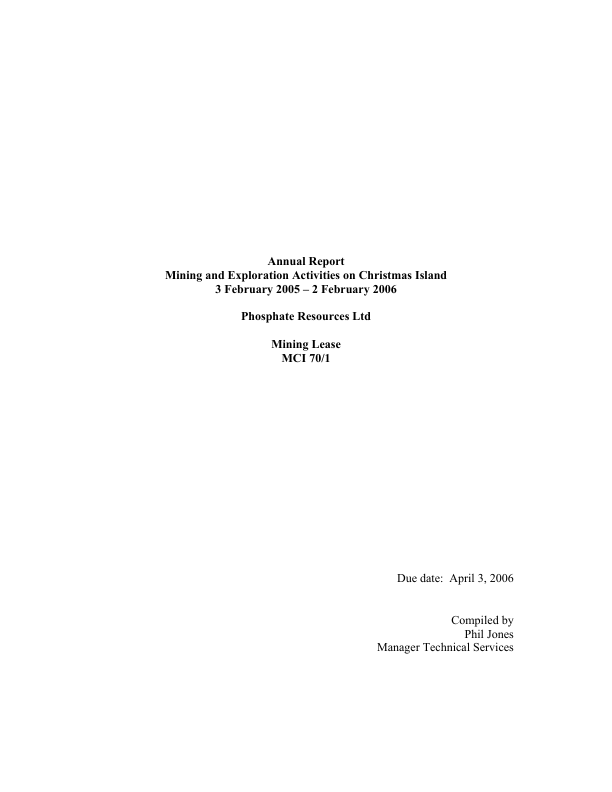 Annual Report
Mining and Exploration Activities on Christmas Island
3 February 2005 – 2 February 2006
Phosphate Resources Ltd
Mining Lease
MCI 70/1
Due date:  April 3, 2006
Compiled by
Phil Jones
Manager Technical Services